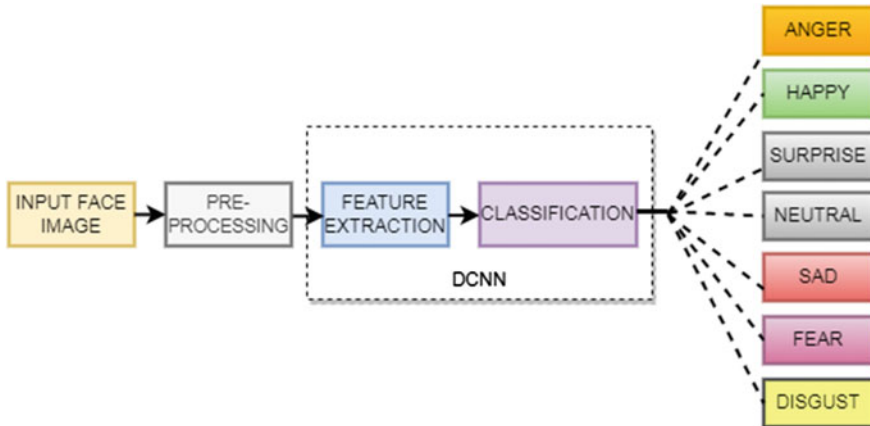 INPUT FACE
IMAGE
PRE-
PROCESSING
FEATURE
EXTRACTION
CLASSIFICATION
DCNN
ANGER
HAPPY
SURPRISE
NEUTRAL
SAD
FEAR
DISGUST